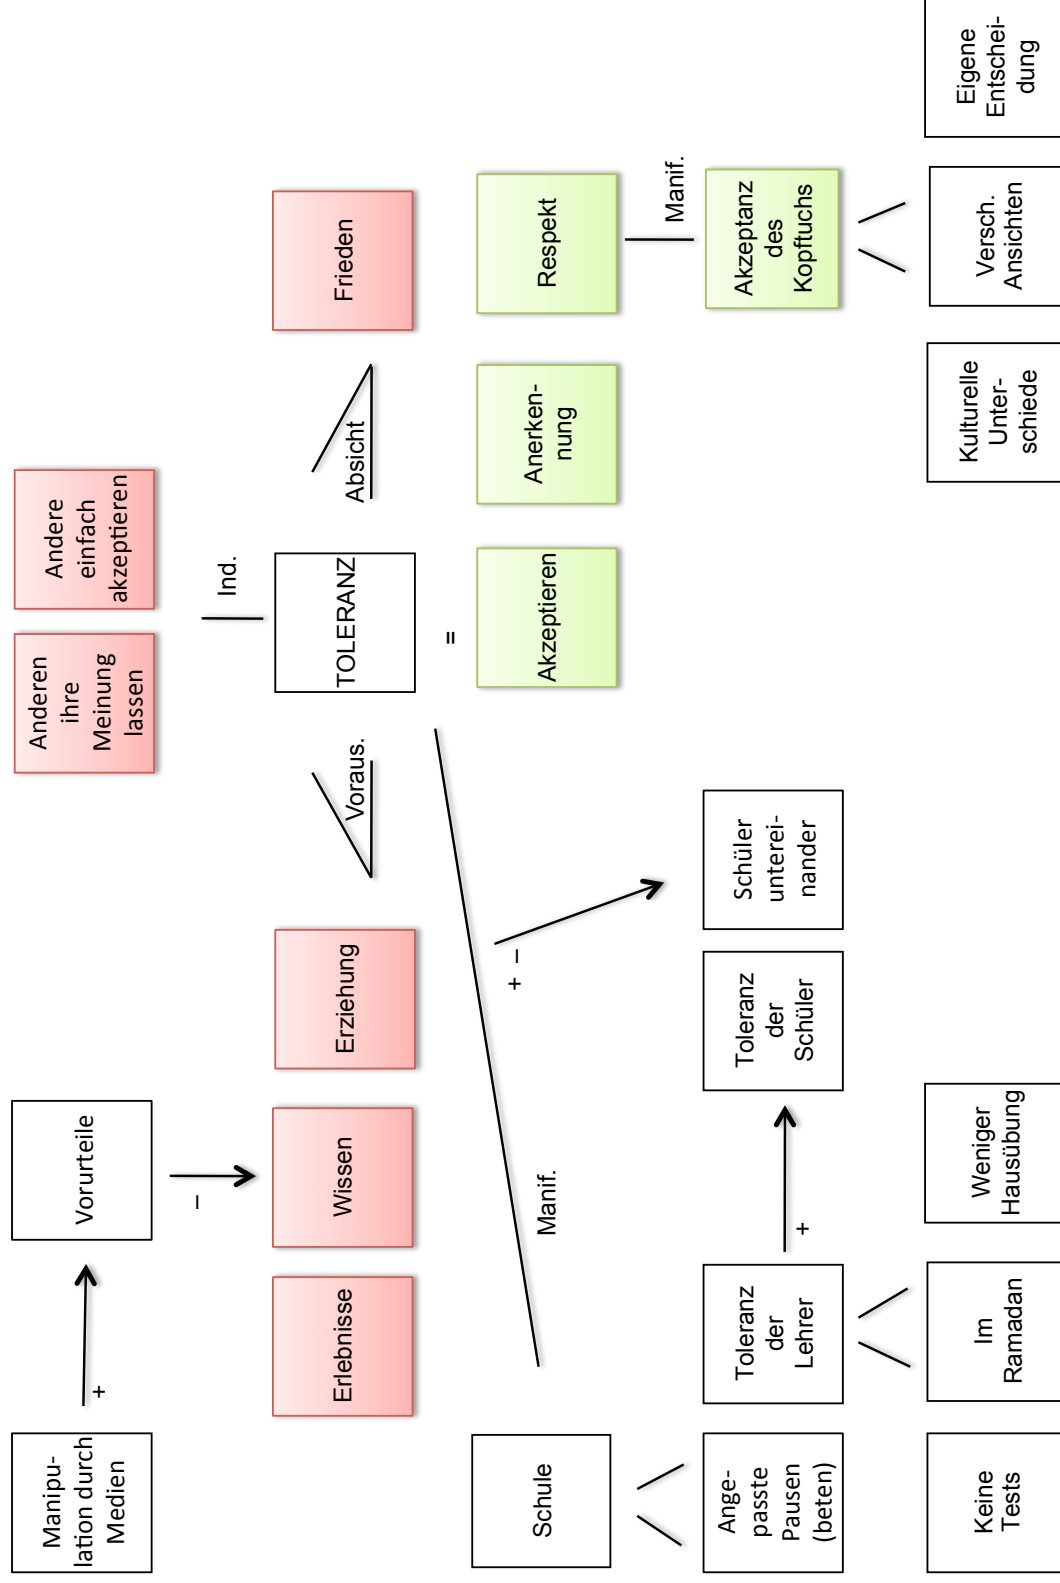 Manipu-
lation durch
Medien
+
Vorurteile
Anderen
ihre
Meinung
lassen
Andere
einfach
akzeptieren
–
Ind.
Erlebnisse
Wissen
Erziehung
Voraus.
TOLERANZ
Absicht
Frieden
=
Schule
Manif.
+ –
Akzeptieren
Anerken-
nung
Respekt
Manif.
Ange-
passte
Pausen
(beten)
Toleranz
der
Lehrer
+
Toleranz
der
Schüler
Schüler
unterei-
nander
Akzeptanz
des
Kopftuchs
Keine
Tests
Im
Ramadan
Weniger
Hausübung
Kulturelle
Unter-
schiede
Versch.
Ansichten
Eigene
Entschei-
dung